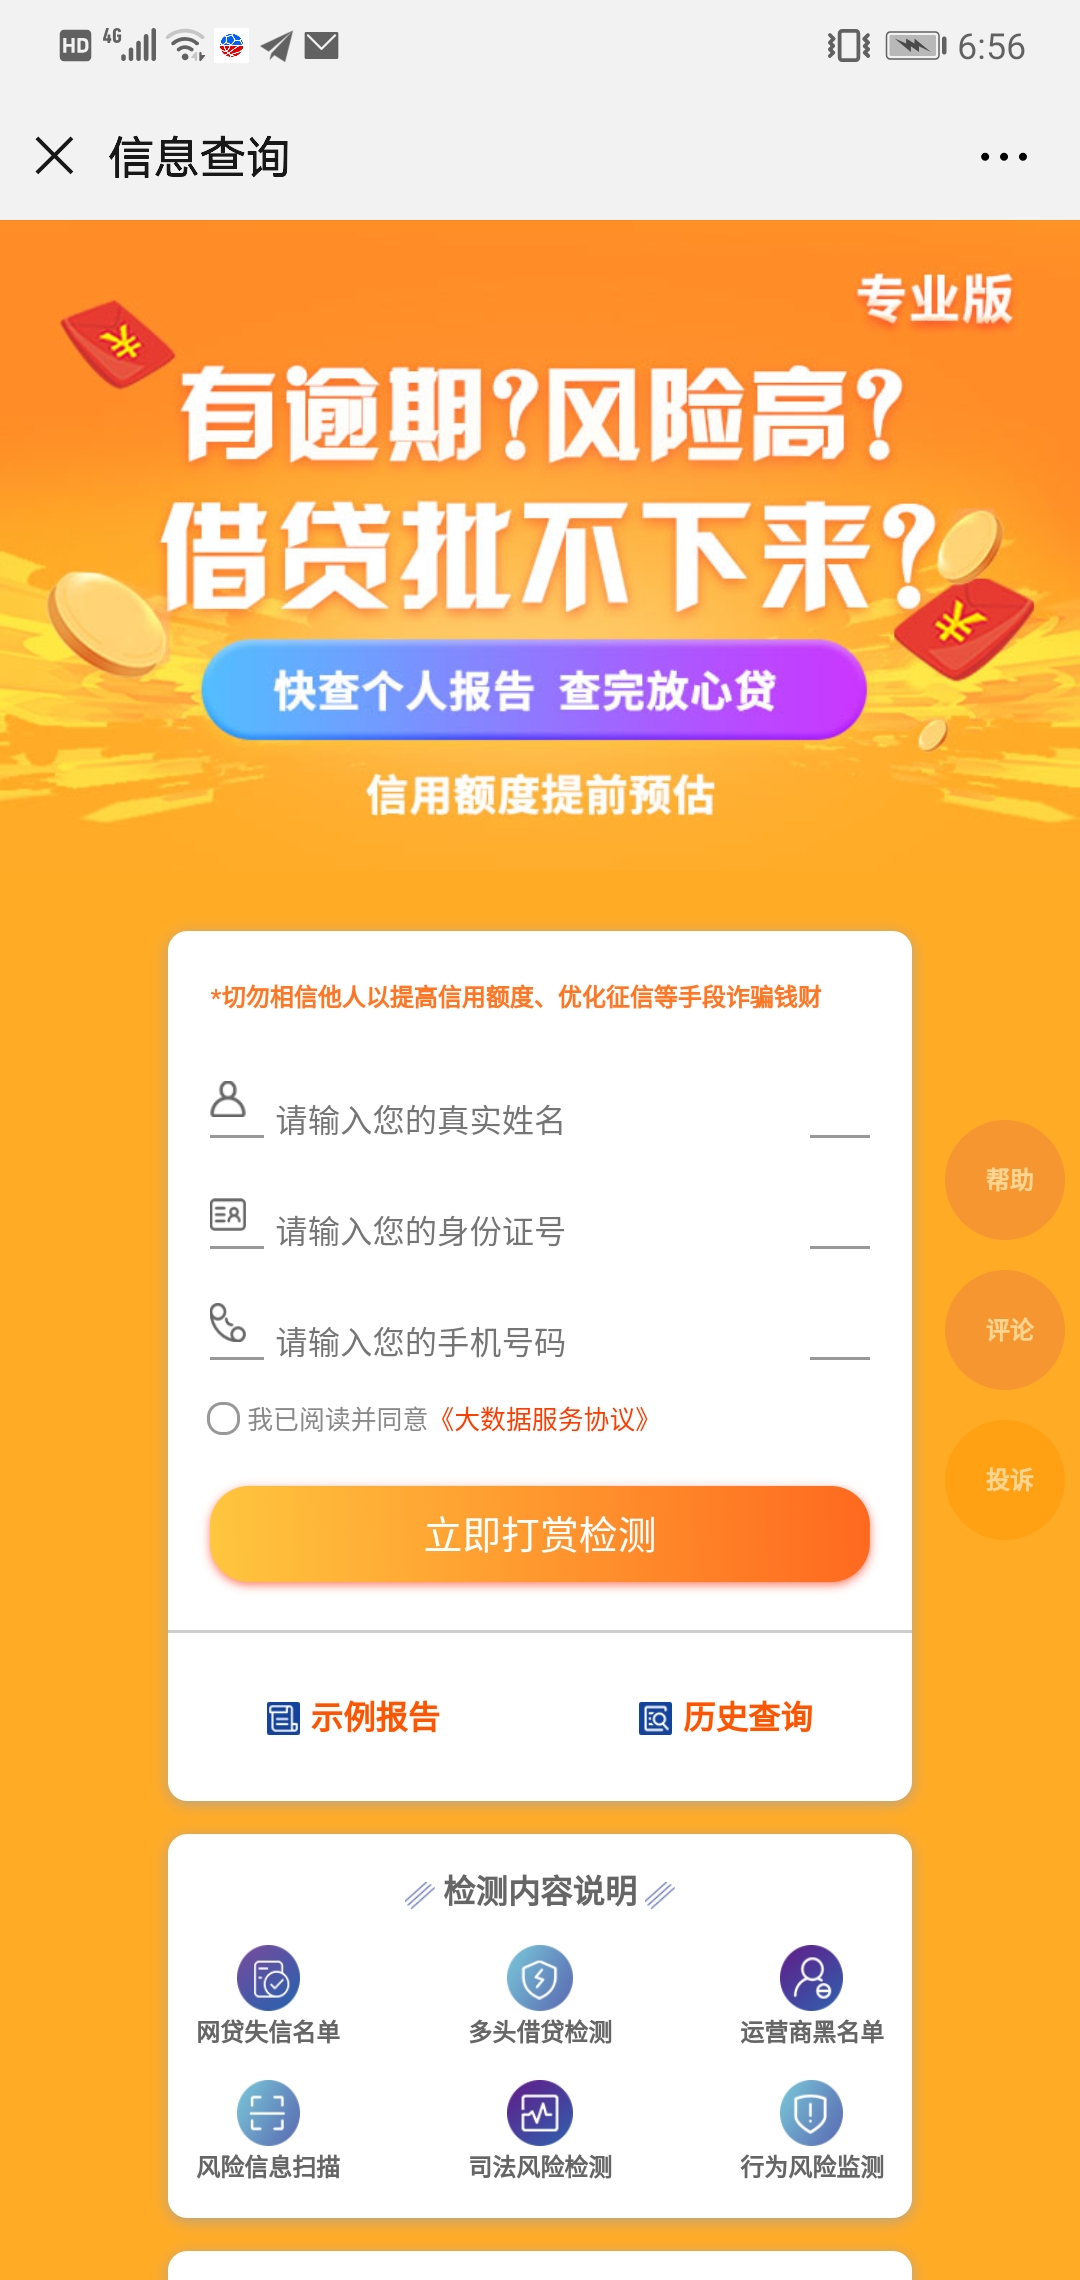 HD 4G 6:56
信息查询
专业版
有逾期?风险高?
借贷批不下来?
快查个人报告 查完放心贷
信用额度提前预估
*切勿相信他人以提高信用额度、优化征信等手段诈骗钱财
请输入您的真实姓名
帮助
请输入您的身份证号
评论
请输入您的手机号码
我已阅读并同意《大数据服务协议》
投诉
立即打赏检测
示例报告 历史查询
检测内容说明
网贷失信名单 多头借贷检测 运营商黑名单
风险信息扫描 司法风险检测 行为风险监测